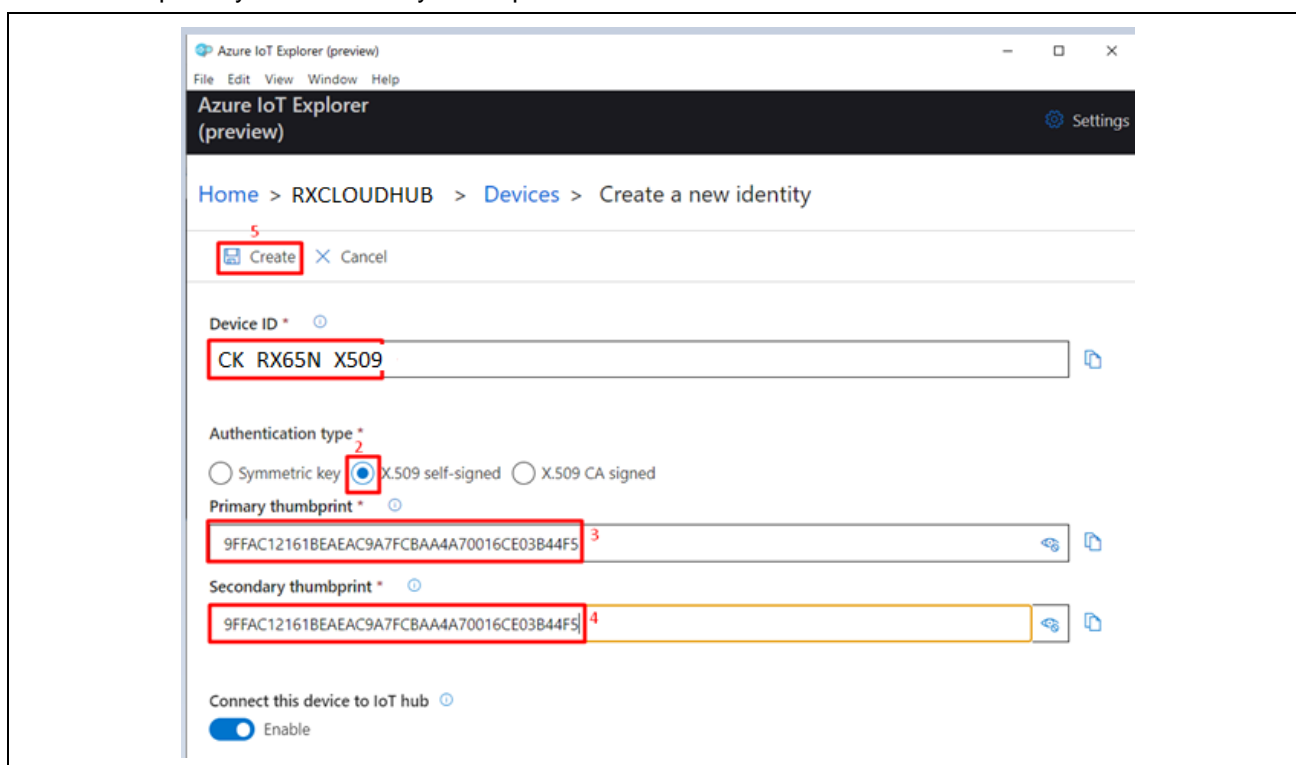 Azure IoT Explorer (preview)
File Edit View Window Help
Azure IoT Explorer
(preview)
Settings
Home > RXCLOUDHUB > Devices > Create a new identity
5
Create Cancel
Device ID *
CK RX65N X509
Authentication type *
2
Symmetric key X.509 self-signed X.509 CA signed
Primary thumbprint *
9FFAC12161BEAEAC9A7FCBAA4A70016CE03B44F5 3
Secondary thumbprint *
9FFAC12161BEAEAC9A7FCBAA4A70016CE03B44F5 4
Connect this device to IoT hub
Enable